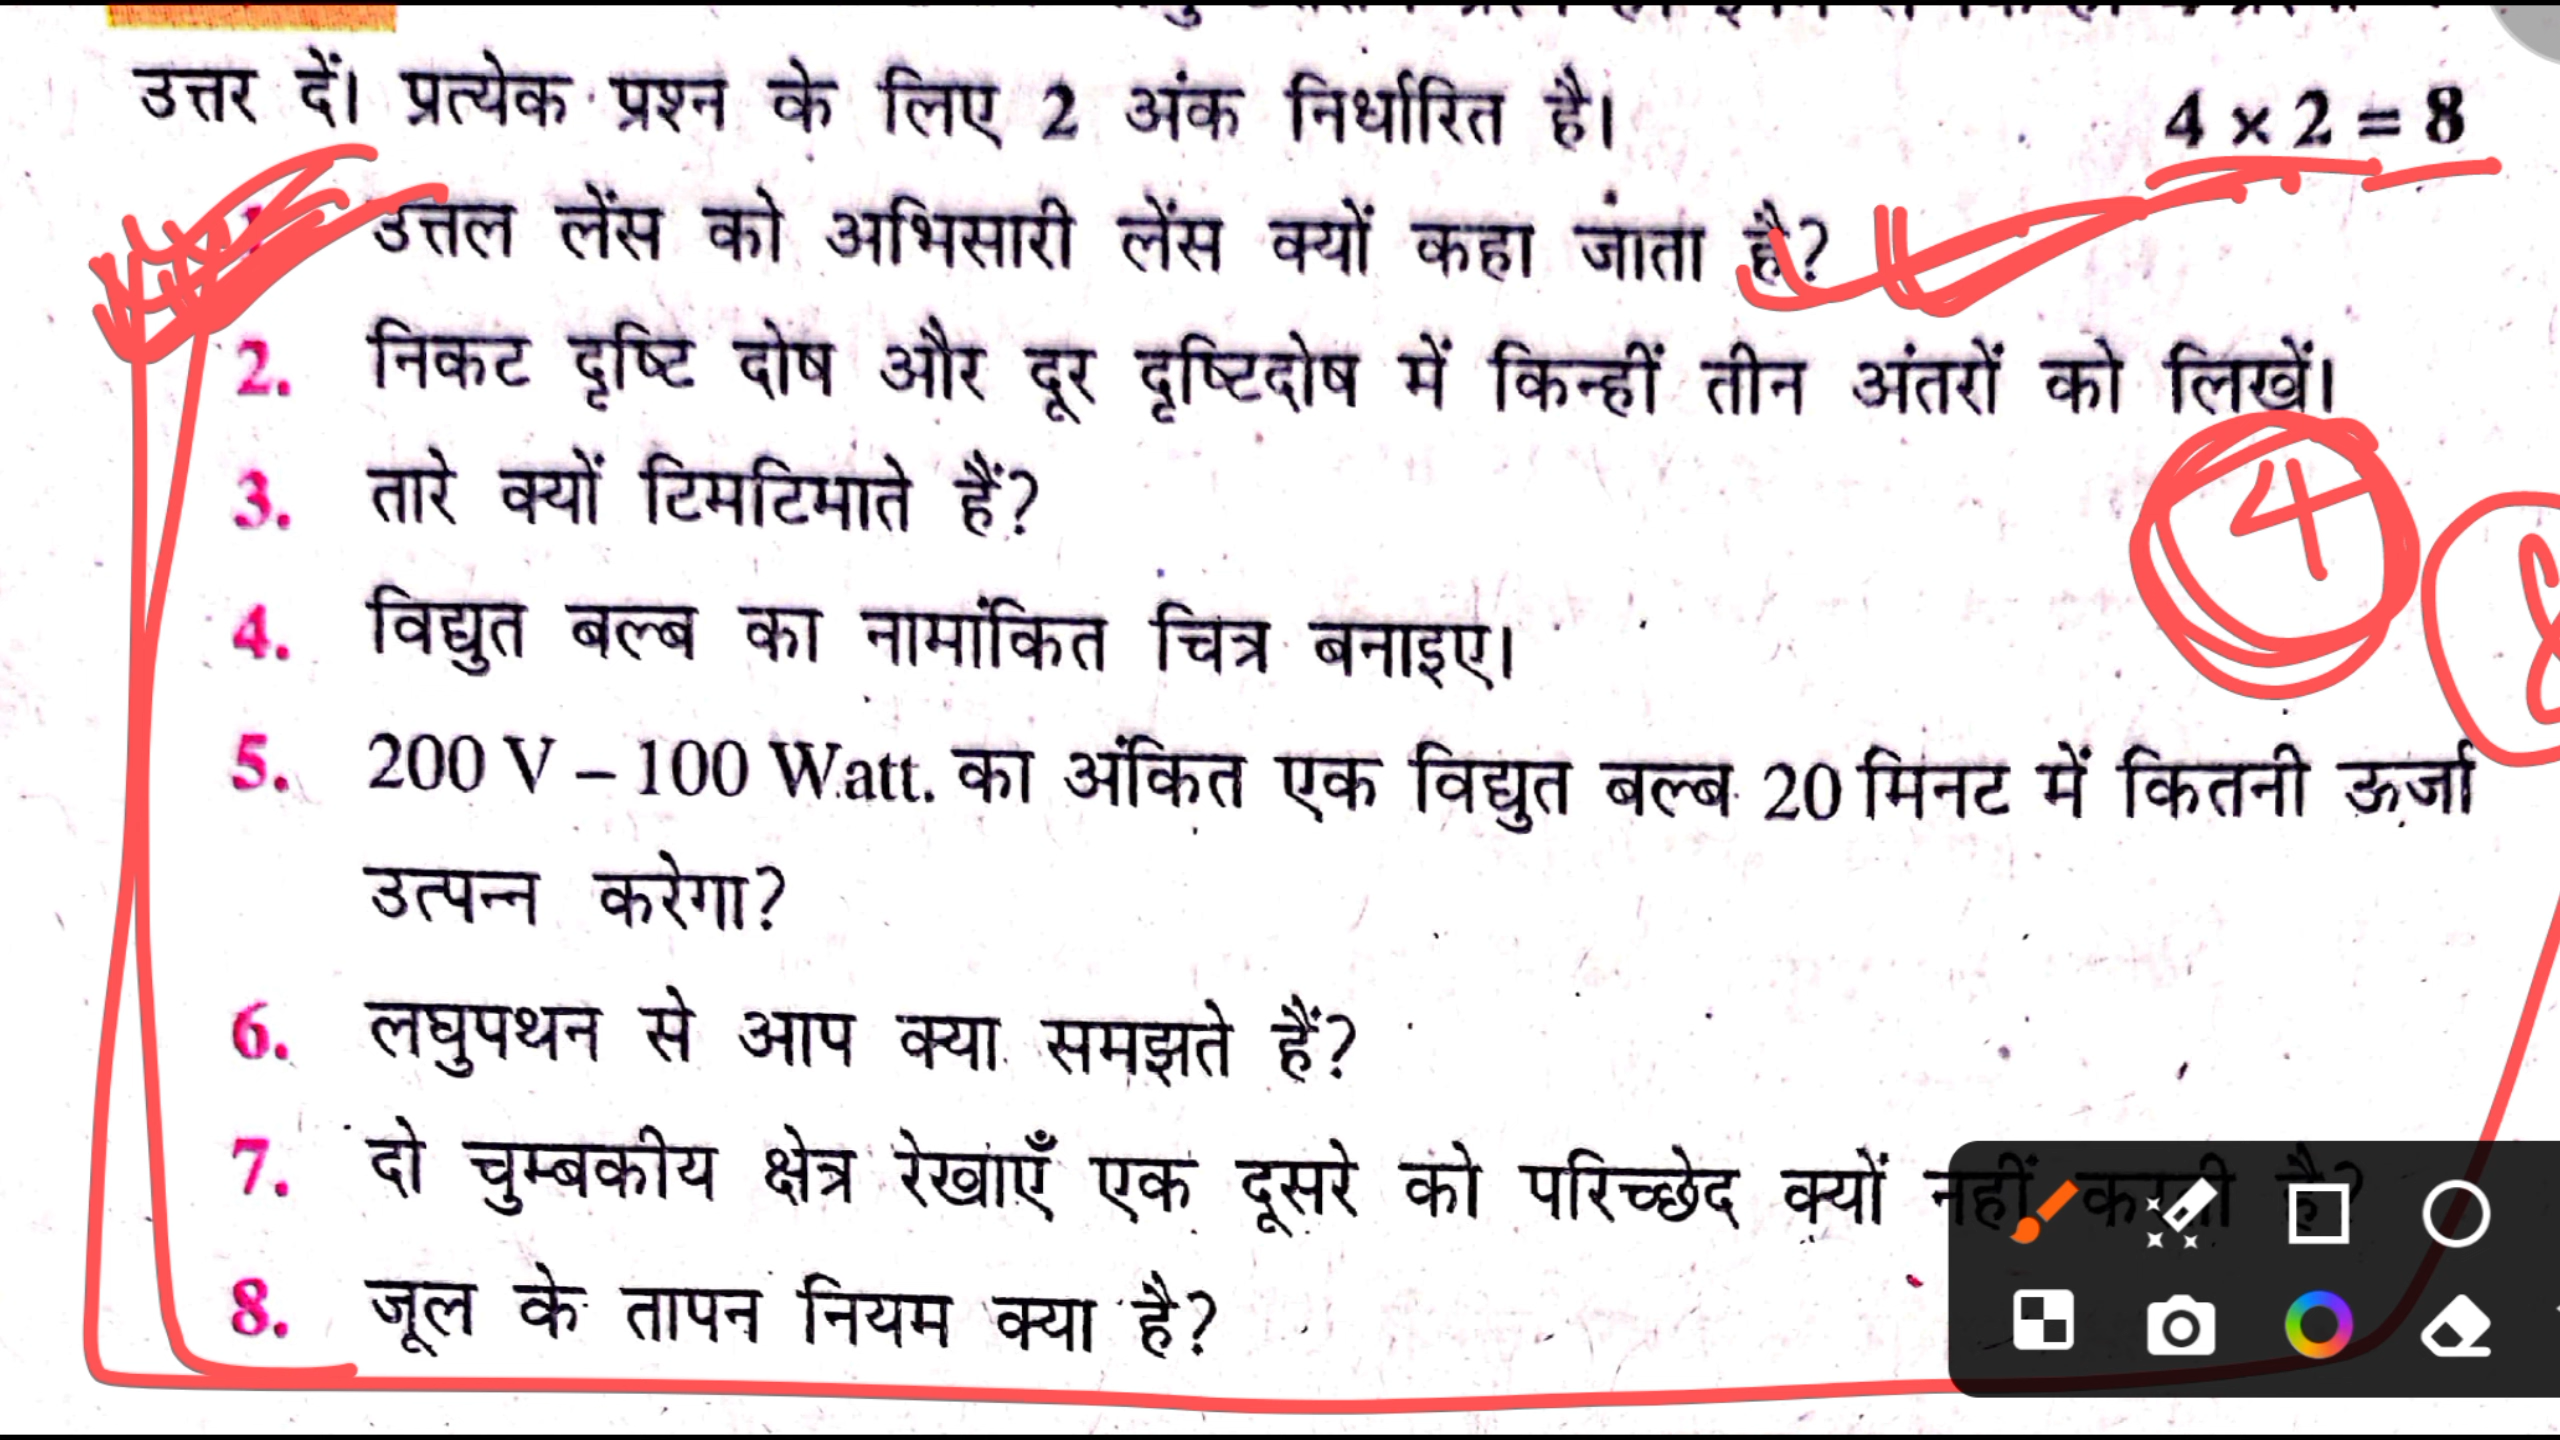 उत्तर दें। प्रत्येक प्रश्न के लिए 2 अंक निर्धारित है। 4 × 2 = 8
उत्तल लेंस को अभिसारी लेंस क्यों कहा जाता है?
2. निकट दृष्टि दोष और दूर दृष्टिदोष में किन्हीं तीन अंतरों को लिखें।
3. तारे क्यों टिमटिमाते हैं?
4
4. विद्युत बल्ब का नामांकित चित्र बनाइए।
5. 200 V – 100 Watt. का अंकित एक विद्युत बल्ब 20 मिनट में कितनी ऊर्जा
उत्पन्न करेगा?
6. लघुपथन से आप क्या समझते हैं?
7. दो चुम्बकीय क्षेत्र रेखाएँ एक दूसरे को परिच्छेद क्यों नहीं करती है?
8. जूल के तापन नियम क्या है?